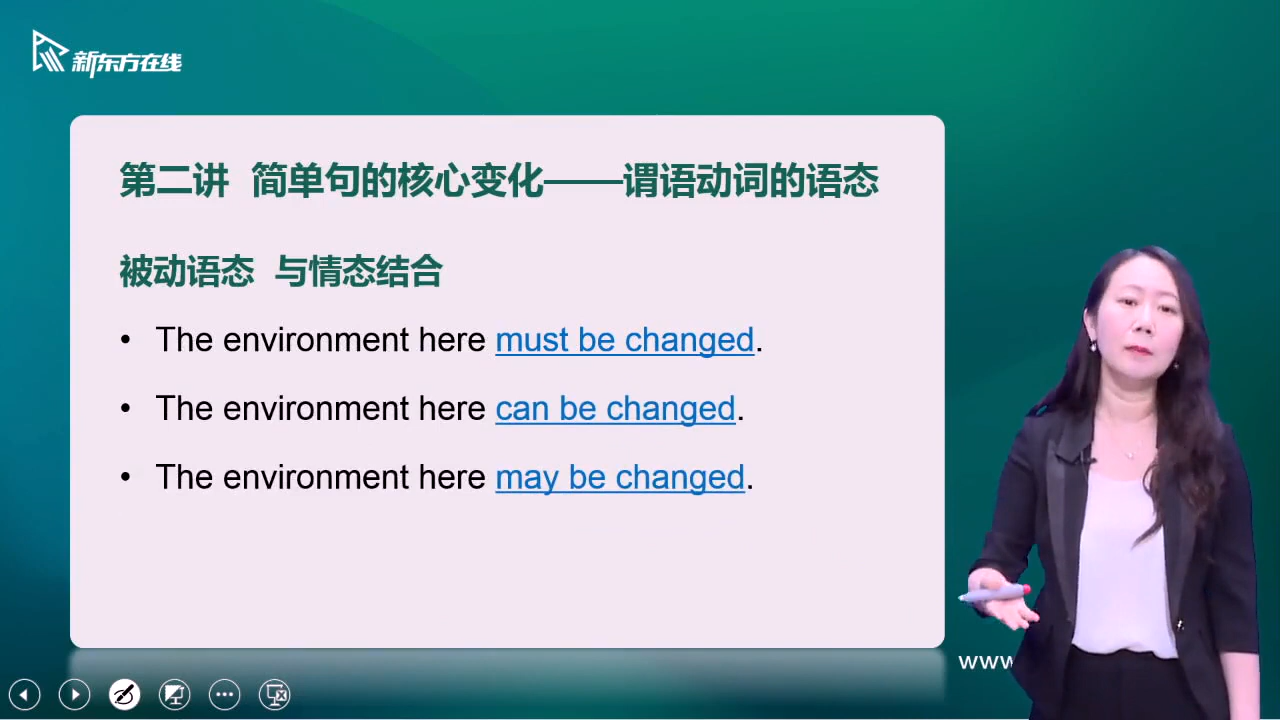 新东方在线
第二讲 简单句的核心变化——谓语动词的语态
被动语态 与情态结合
• The environment here must be changed.
• The environment here can be changed.
• The environment here may be changed.
www